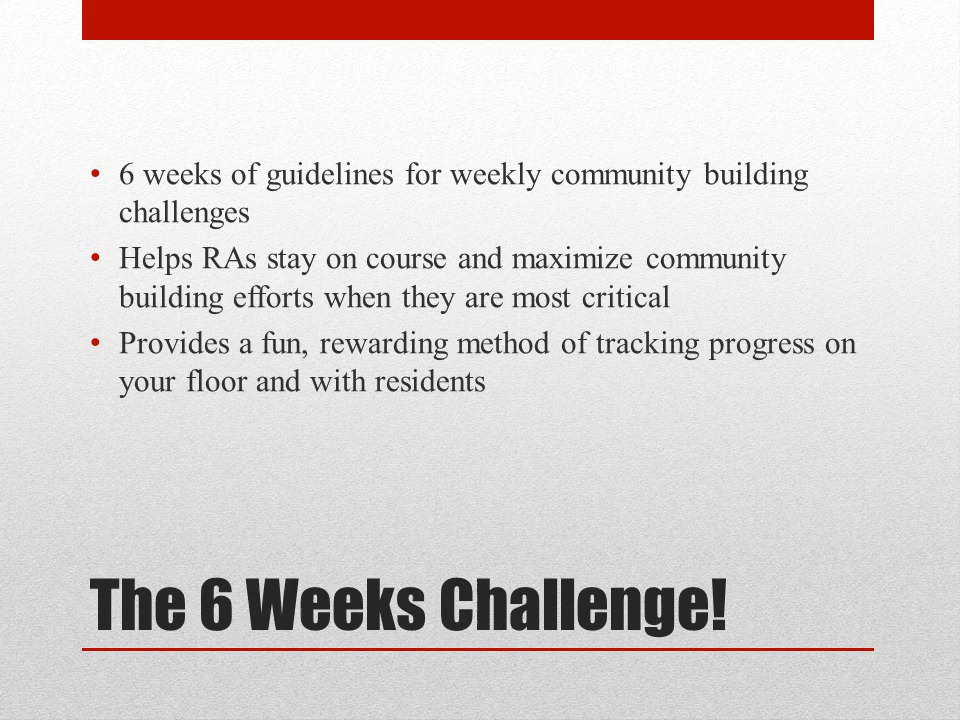 • 6 weeks of guidelines for weekly community building
challenges
• Helps RAs stay on course and maximize community
building efforts when they are most critical
• Provides a fun, rewarding method of tracking progress on
your floor and with residents
The 6 Weeks Challenge!